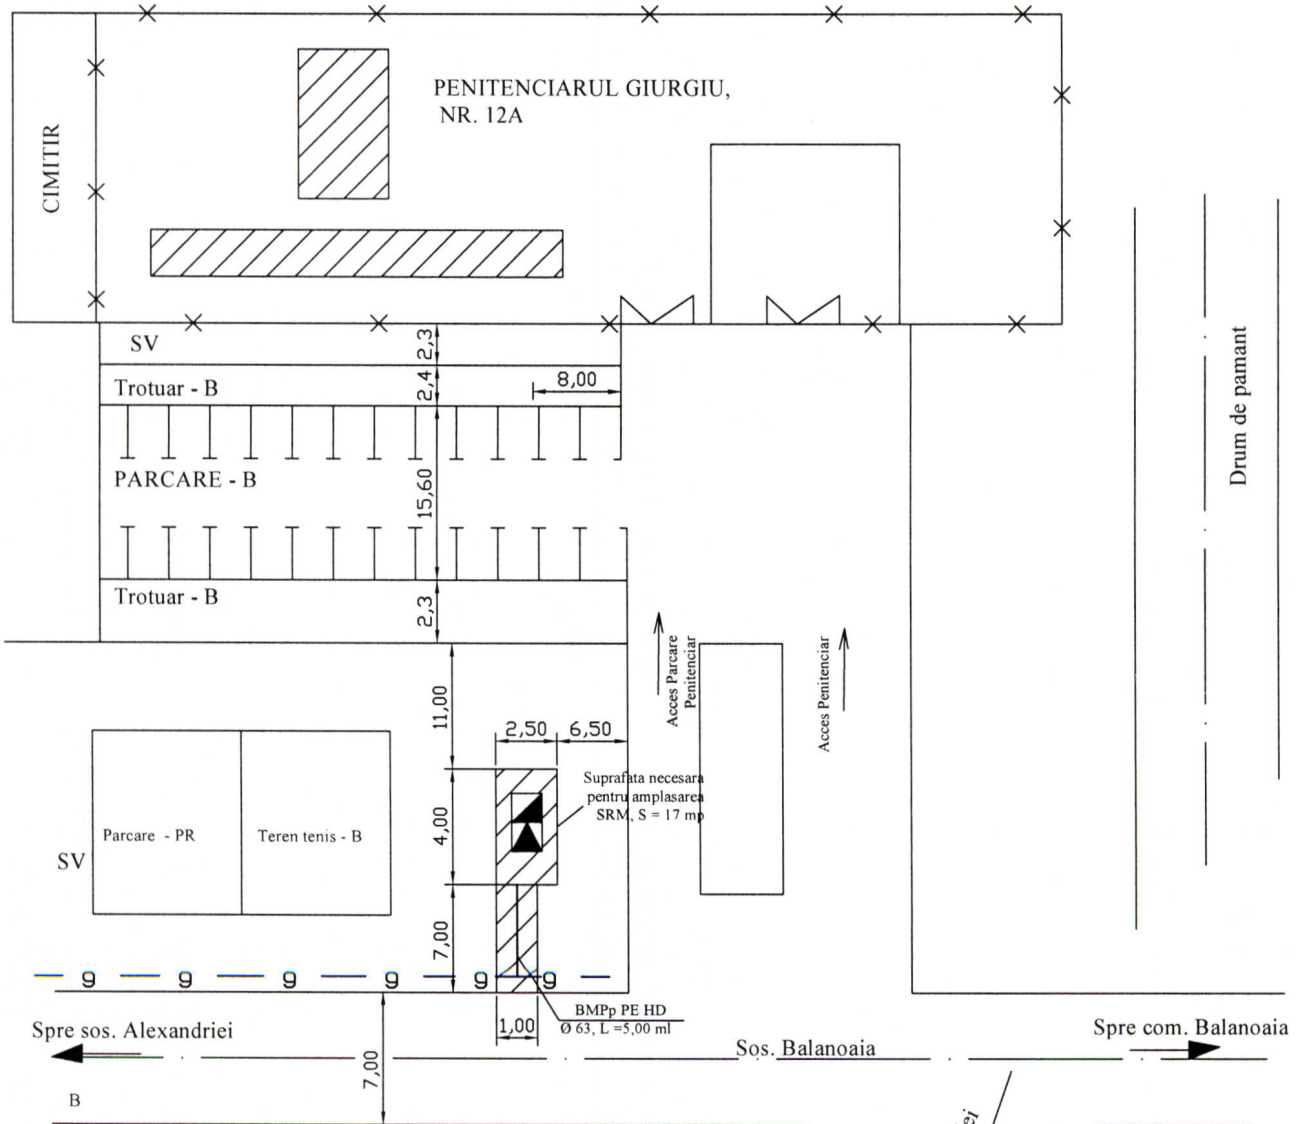 PENITENCIARUL GIURGIU,
NR. 12A
CIMITIR
SV
2,3
Trotuar - B
2,4
8,00
PARCARE - B
15,60
Trotuar - B
2,3
Drum de pamant
Acces Parcare
Penitenciar
Acces Penitenciar
11,00
2,50
6,50
Suprafata necesara
pentru amplasarea
SRM, S = 17 mp
4,00
Parcare - PR
Teren tenis - B
SV
7,00
g g g g g g
BMPp PE HD
Ø 63, L =5,00 ml
1,00
Spre sos. Alexandriei
Spre com. Balanoaia
Sos. Balanoaia
7,00
B